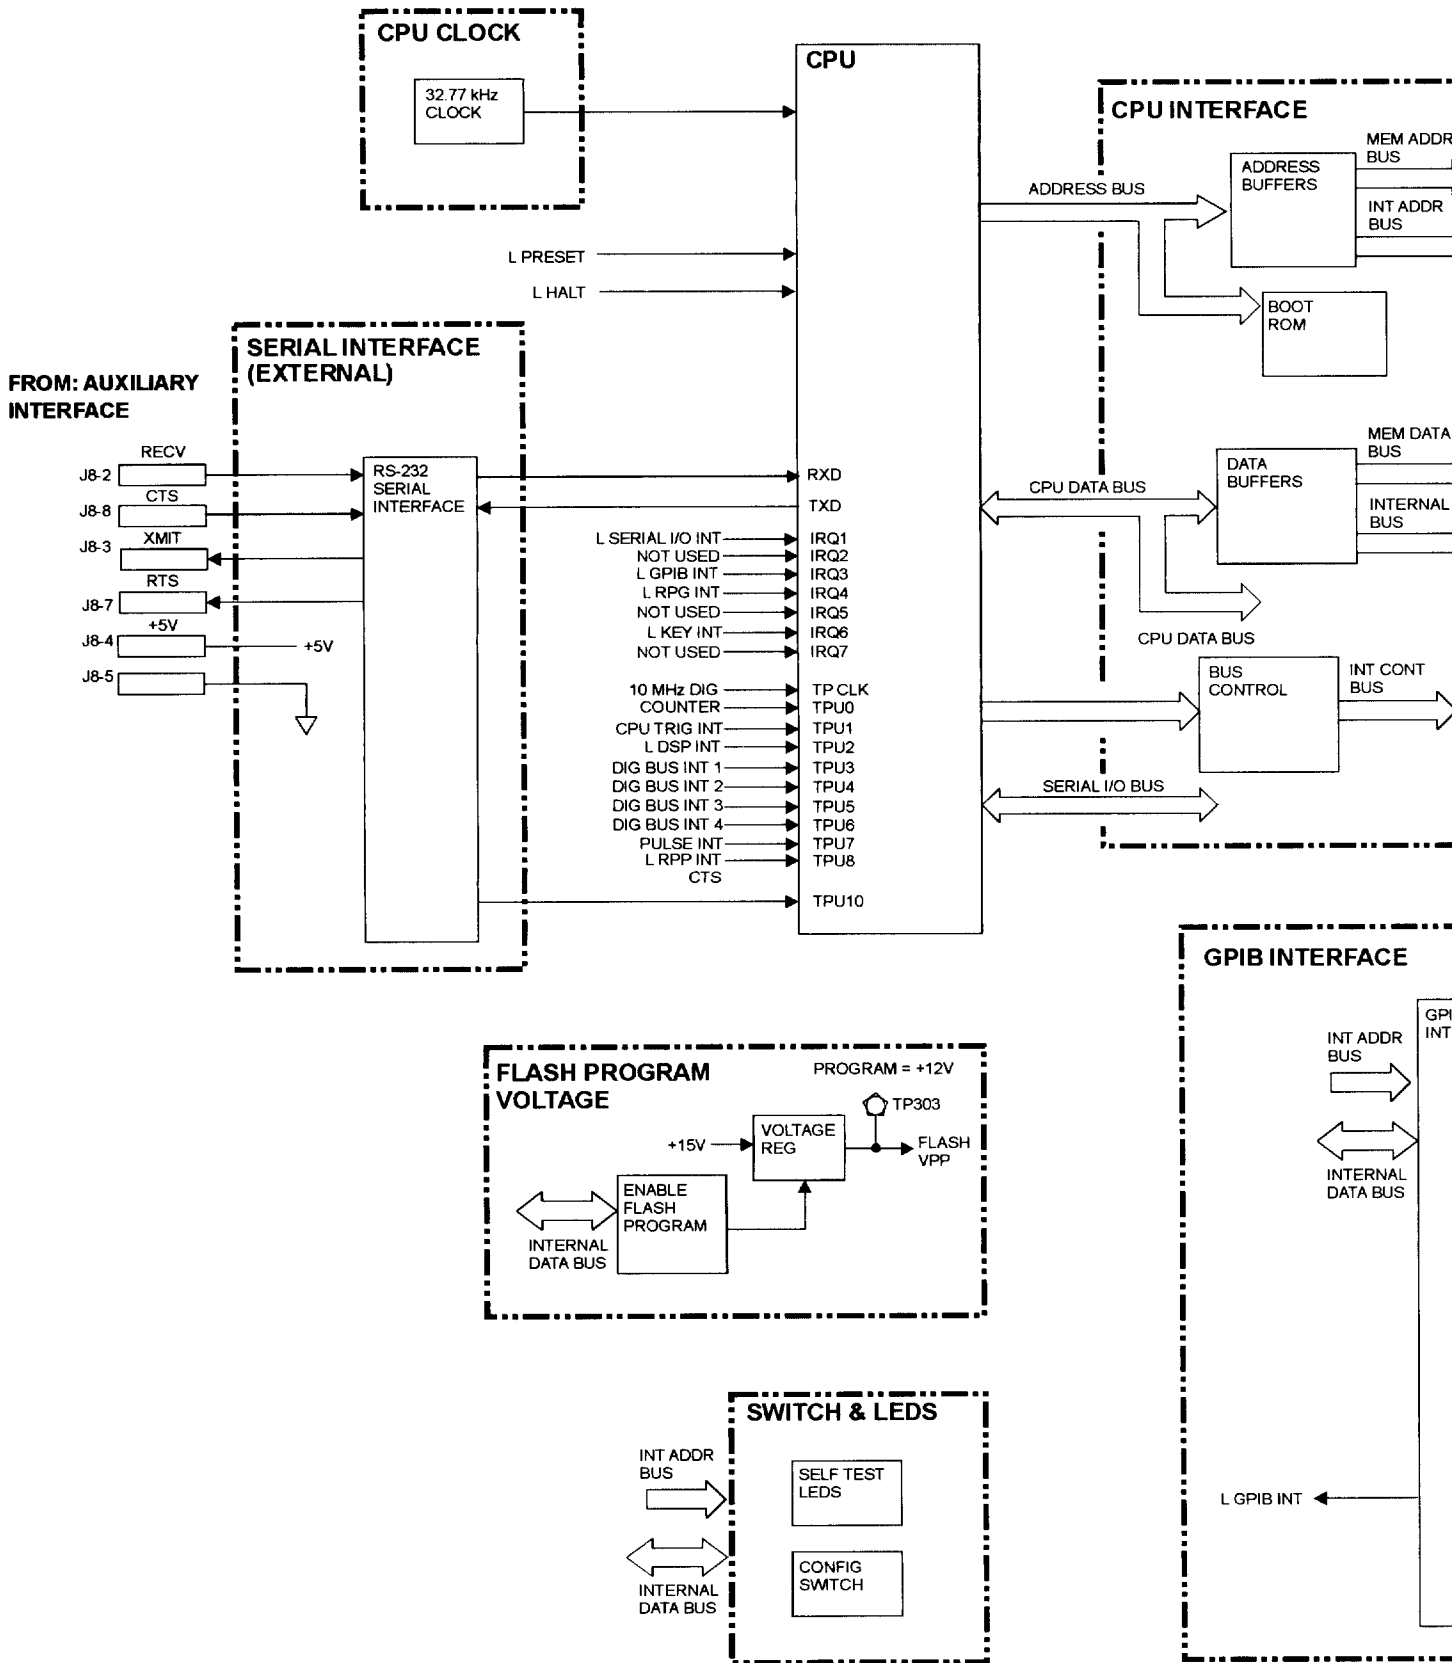 CPU CLOCK
32.77 kHz
CLOCK
CPU
CPU INTERFACE
MEM ADDR
BUS
ADDRESS
BUFFERS
ADDRESS BUS
INT ADDR
BUS
BOOT
ROM
L PRESET
L HALT
SERIAL INTERFACE
(EXTERNAL)
FROM: AUXILIARY
INTERFACE
RECV
J8-2
CTS
J8-8
XMIT
J8-3
RTS
J8-7
+5V
J8-4
+5V
J8-5
RS-232
SERIAL
INTERFACE
RXD
TXD
L SERIAL I/O INT IRQ1
NOT USED IRQ2
L GPIB INT IRQ3
L RPG INT IRQ4
NOT USED IRQ5
L KEY INT IRQ6
NOT USED IRQ7
10 MHz DIG TP CLK
COUNTER TPU0
CPU TRIG INT TPU1
L DSP INT TPU2
DIG BUS INT 1 TPU3
DIG BUS INT 2 TPU4
DIG BUS INT 3 TPU5
DIG BUS INT 4 TPU6
PULSE INT TPU7
L RPP INT TPU8
CTS
TPU10
MEM DATA
BUS
DATA
BUFFERS
CPU DATA BUS
INTERNAL
BUS
CPU DATA BUS
BUS
CONTROL
INT CONT
BUS
SERIAL I/O BUS
GPIB INTERFACE
GPI
INT
INT ADDR
BUS
INTERNAL
DATA BUS
L GPIB INT
FLASH PROGRAM
VOLTAGE
PROGRAM = +12V
TP303
+15V
VOLTAGE
REG
FLASH
VPP
ENABLE
FLASH
PROGRAM
INTERNAL
DATA BUS
SWITCH & LEDS
INT ADDR
BUS
SELF TEST
LEDS
CONFIG
SWITCH
INTERNAL
DATA BUS